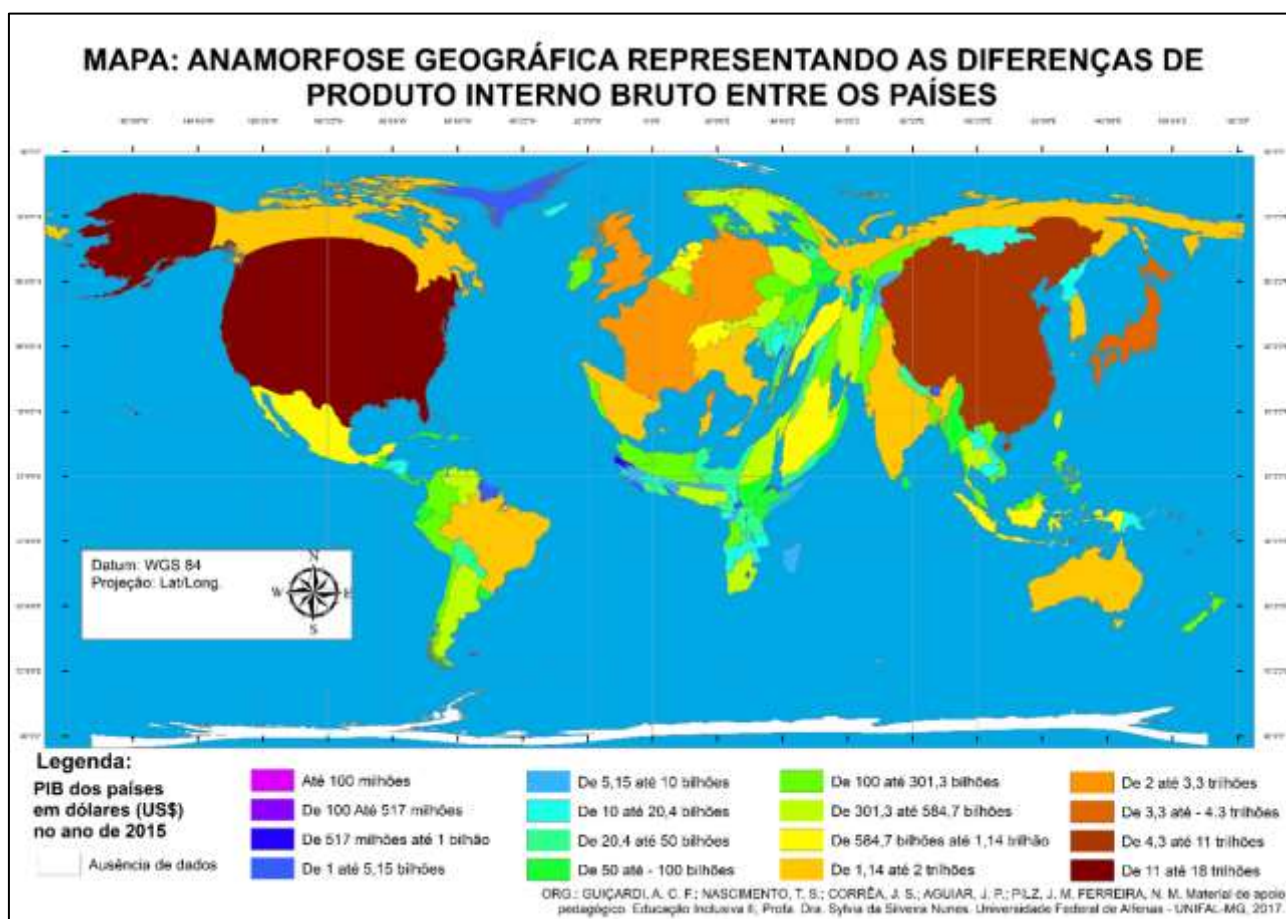 MAPA: ANAMORFOSE GEOGRÁFICA REPRESENTANDO AS DIFERENÇAS DE
PRODUTO INTERNO BRUTO ENTRE OS PAÍSES
Datum: WGS 84
Projeção: Lat/Long.
N
W
E
S
Legenda:
PIB dos países
em dólares (US$)
no ano de 2015
Ausência de dados
Até 100 milhões
De 100 Até 517 milhões
De 517 milhões até 1 bilhão
De 1 até 5,15 bilhões
De 5,15 até 10 bilhões
De 10 até 20,4 bilhões
De 20,4 até 50 bilhões
De 50 até - 100 bilhões
De 100 até 301,3 bilhões
De 301,3 até 584,7 bilhões
De 584,7 bilhões até 1,14 trilhão
De 1,14 até 2 trilhões
De 2 até 3,3 trilhões
De 3,3 até - 4.3 trilhões
De 4,3 até 11 trilhões
De 11 até 18 trilhões
ORG.: GUIÇARDI, A. C. F.; NASCIMENTO, T. S.; CORRÊA, J. S.; AGUIAR, J. P.; PILZ, J. M. FERREIRA, N. M. Material de apoio
pedagógico. Educação Inclusiva II, Profa. Dra. Sylvia da Silveira Nunes. Universidade Federal de Alfenas - UNIFAL-MG,